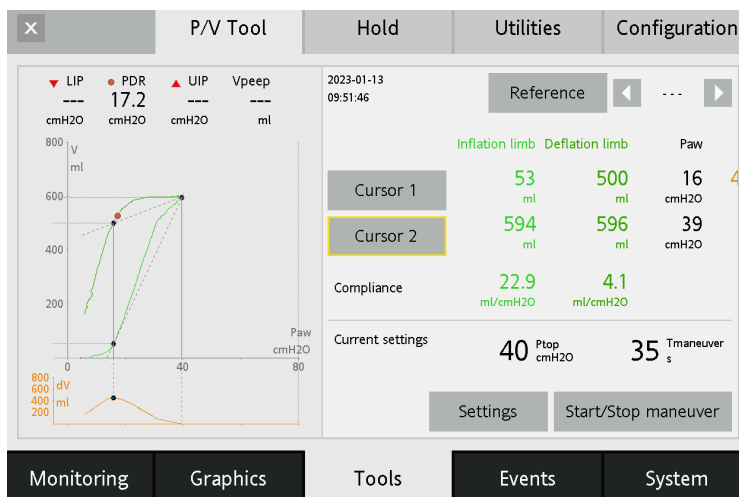 x
P/V Tool
Hold
Utilities
Configuration
LIP PDR UIP Vpeep
--- 17.2 --- ---
cmH2O cmH2O cmH2O ml
800
V
ml
600
400
200
Paw
cmH2O
0 40 80
800
600
400
200
dV
ml
2023-01-13
09:51:46
Reference
---
Inflation limb Deflation limb Paw
Cursor 1
53 500 16 4
ml ml cmH2O
Cursor 2
594 596 39
ml ml cmH2O
Compliance
22.9 4.1
ml/cmH2O ml/cmH2O
Current settings
40 Ptop cmH2O
35 Tmaneuver s
Settings
Start/Stop maneuver
Monitoring
Graphics
Tools
Events
System